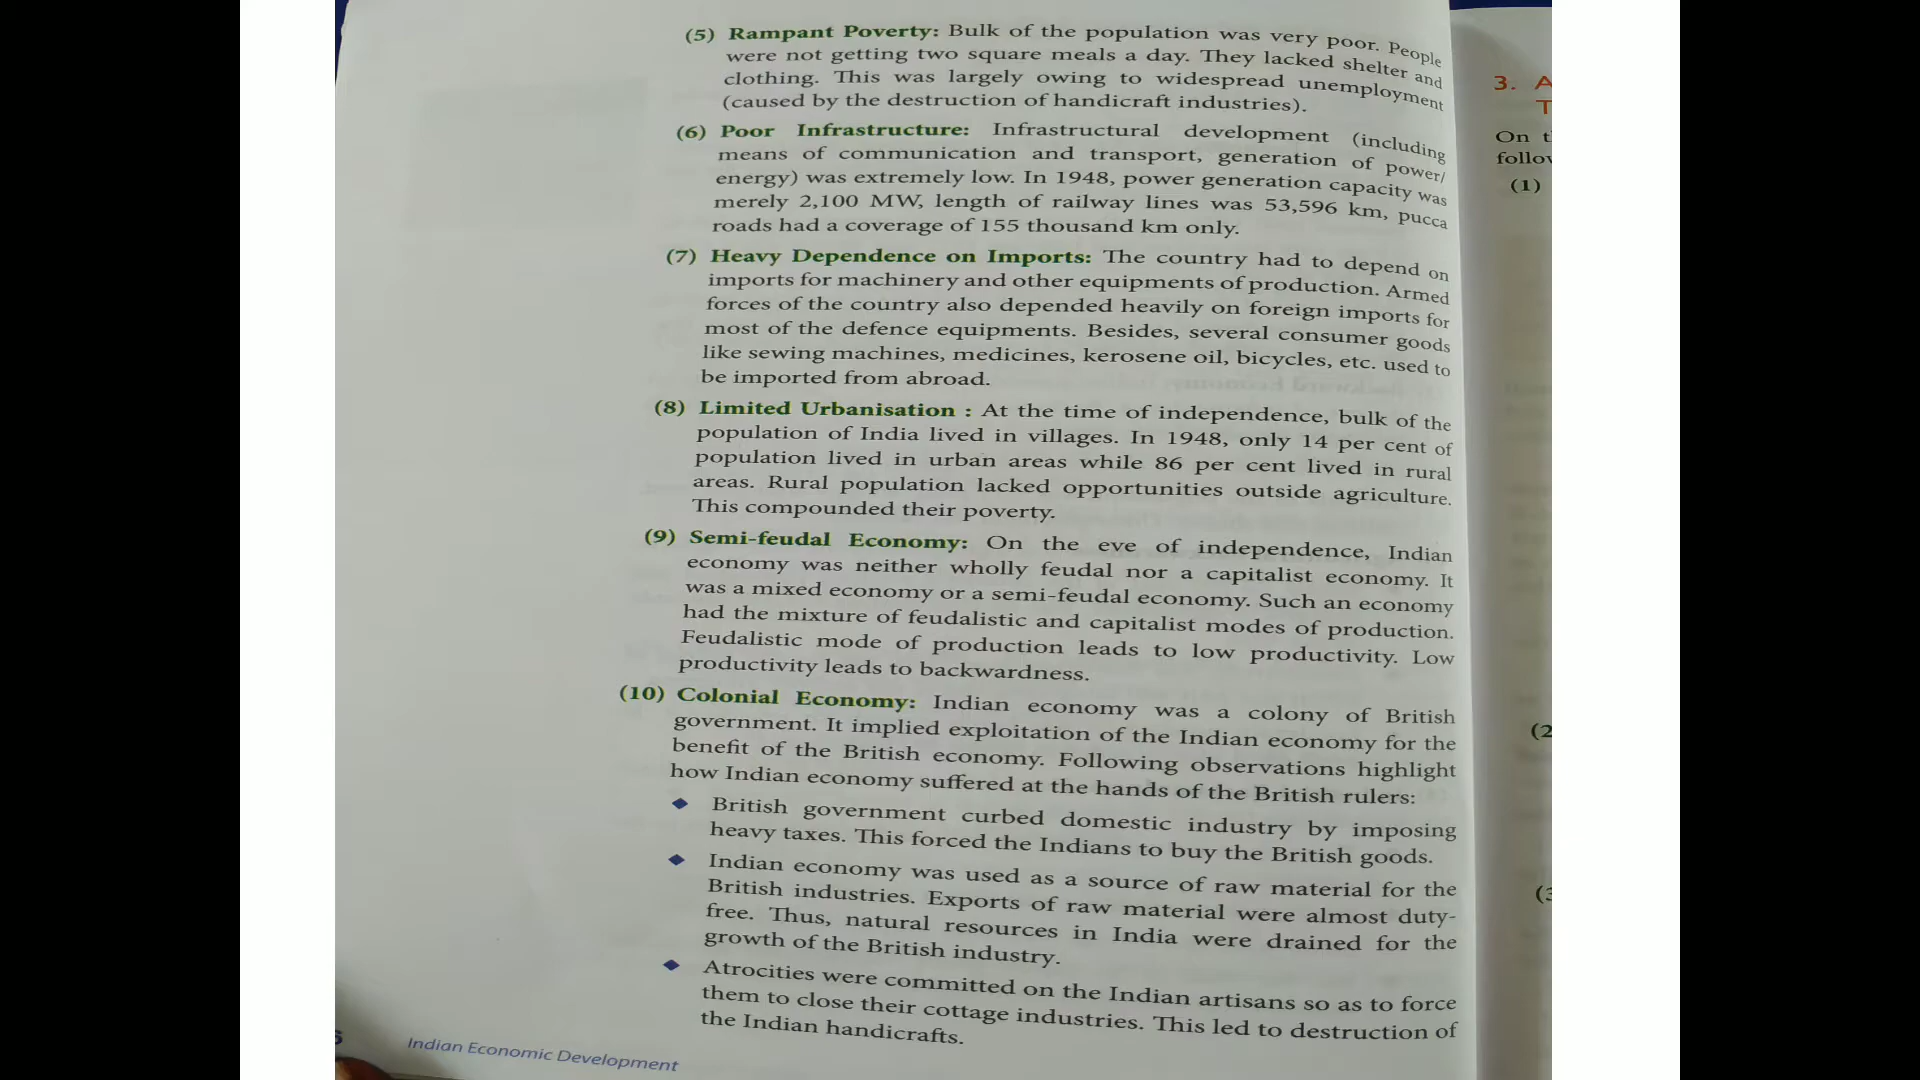 (5) Rampant Poverty: Bulk of the population was very poor. People
were not getting two square meals a day. They lacked shelter and
clothing. This was largely owing to widespread unemployment
(caused by the destruction of handicraft industries).
(6) Poor Infrastructure: Infrastructural development (including
means of communication and transport, generation of power/
energy) was extremely low. In 1948, power generation capacity was
merely 2,100 MW, length of railway lines was 53,596 km, pucca
roads had a coverage of 155 thousand km only.
(7) Heavy Dependence on Imports: The country had to depend on
imports for machinery and other equipments of production. Armed
forces of the country also depended heavily on foreign imports for
most of the defence equipments. Besides, several consumer goods
like sewing machines, medicines, kerosene oil, bicycles, etc. used to
be imported from abroad.
(8) Limited Urbanisation : At the time of independence, bulk of the
population of India lived in villages. In 1948, only 14 per cent of
population lived in urban areas while 86 per cent lived in rural
areas. Rural population lacked opportunities outside agriculture.
This compounded their poverty.
(9) Semi-feudal Economy: On the eve of independence, Indian
economy was neither wholly feudal nor a capitalist economy. It
was a mixed economy or a semi-feudal economy. Such an economy
had the mixture of feudalistic and capitalist modes of production.
Feudalistic mode of production leads to low productivity. Low
productivity leads to backwardness.
(10) Colonial Economy: Indian economy was a colony of British
government. It implied exploitation of the Indian economy for the
benefit of the British economy. Following observations highlight
how Indian economy suffered at the hands of the British rulers:
◆ British government curbed domestic industry by imposing
heavy taxes. This forced the Indians to buy the British goods.
◆ Indian economy was used as a source of raw material for the
British industries. Exports of raw material were almost duty-
free. Thus, natural resources in India were drained for the
growth of the British industry.
◆ Atrocities were committed on the Indian artisans so as to force
them to close their cottage industries. This led to destruction of
the Indian handicrafts.
Indian Economic Development
3. A
T
On t
follow
(1)
(2
(3